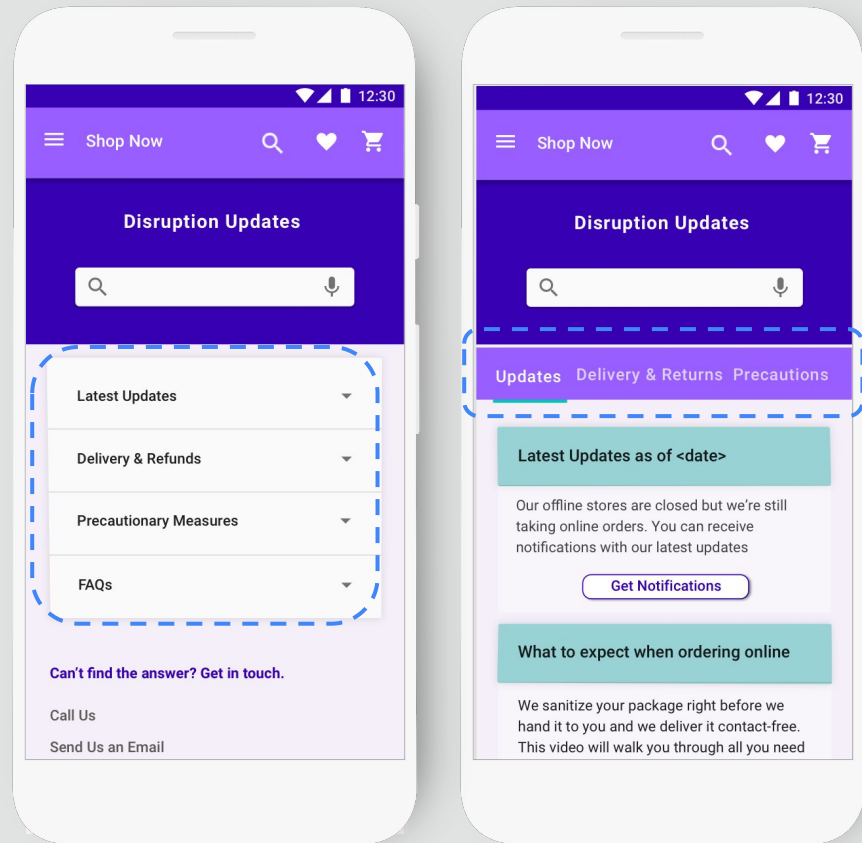 12:30
Shop Now
Disruption Updates
Latest Updates
Delivery & Refunds
Precautionary Measures
FAQs
Can't find the answer? Get in touch.
Call Us
Send Us an Email
12:30
Shop Now
Disruption Updates
Updates Delivery & Returns Precautions
Latest Updates as of <date>
Our offline stores are closed but we're still
taking online orders. You can receive
notifications with our latest updates
Get Notifications
What to expect when ordering online
We sanitize your package right before we
hand it to you and we deliver it contact-free.
This video will walk you through all you need